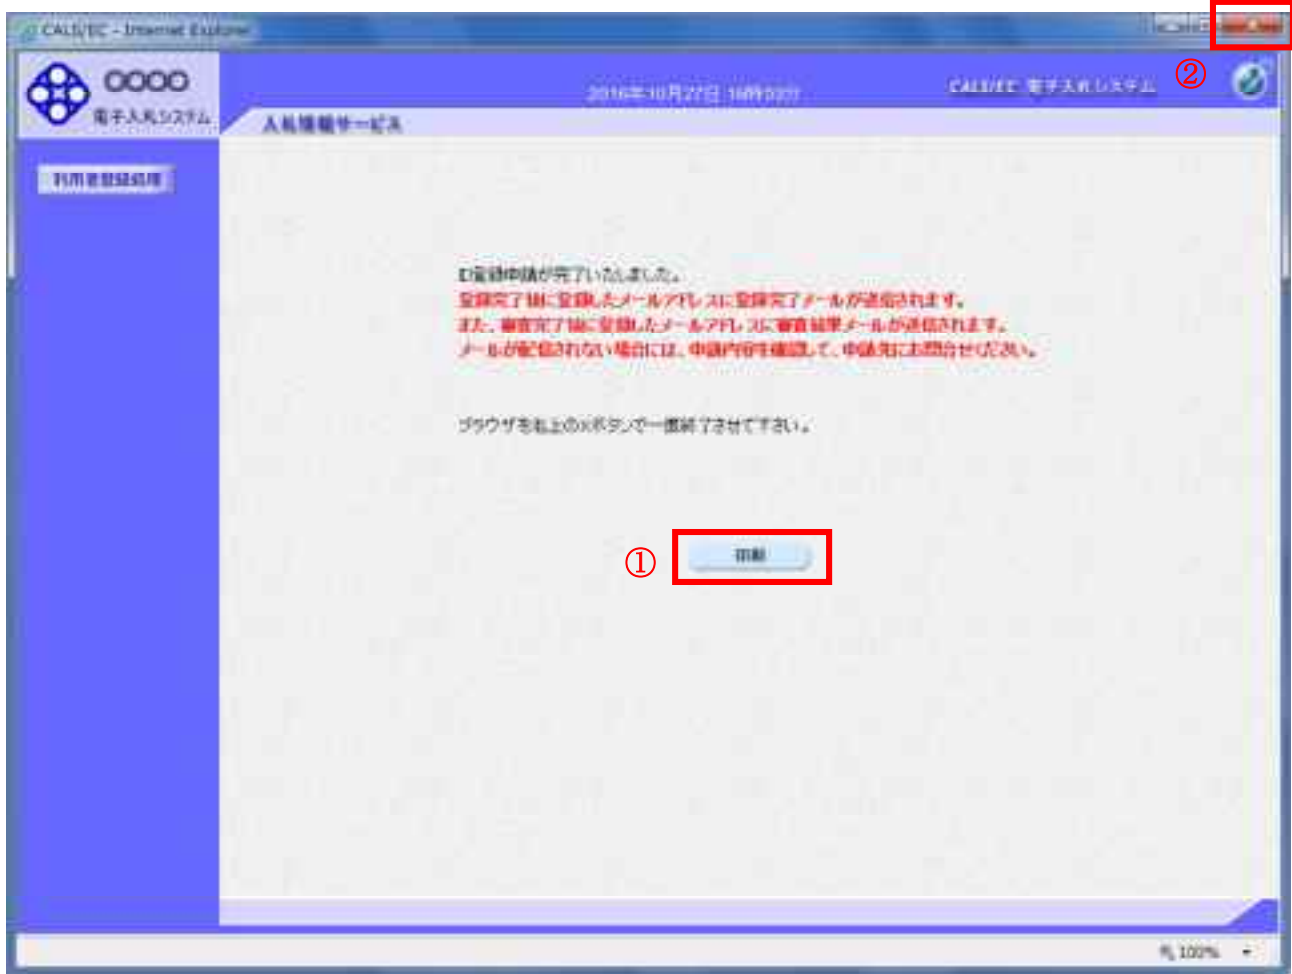 CALS/EC - Internet Explorer
②
OOOO
電子入札システム
2016年10月27日 16時
CALS/EC 電子入札システム
入札情報サービス
利用者登録処理
ID登録申請が完了いたしました。
登録完了後に登録したメールアドレスに登録完了メールが送信されます。
また、審査完了後に登録したメールアドレスに審査結果メールが送信されます。
メールが配信されない場合には、申請内容を確認して、申請先にお問合せください。
ブラウザを右上の×ボタンで一度終了させて下さい。
①
印刷
100%